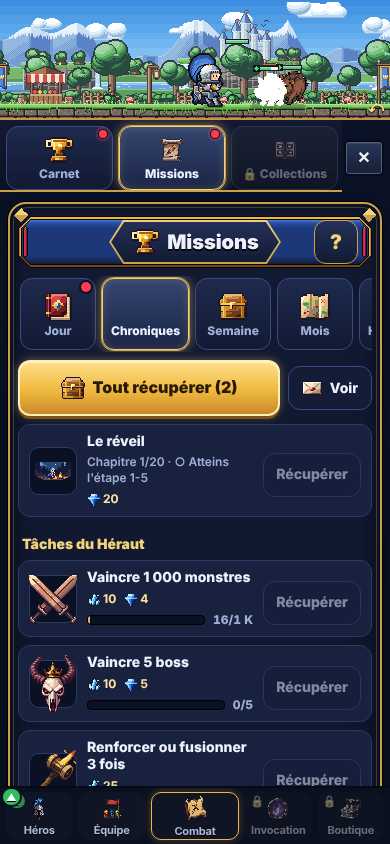 Carnet
Missions
Collections
×
Missions
?
Jour
Chroniques
Semaine
Mois
Tout récupérer (2)
Voir
Le réveil
Chapitre 1/20 · ○ Atteins
l'étape 1-5
20
Récupérer
Tâches du Héraut
Vaincre 1 000 monstres
10 4
16/1 K
Récupérer
Vaincre 5 boss
10 5
0/5
Récupérer
Renforcer ou fusionner
3 fois
25
Récupérer
Héros
Équipe
Combat
Invocation
Boutique